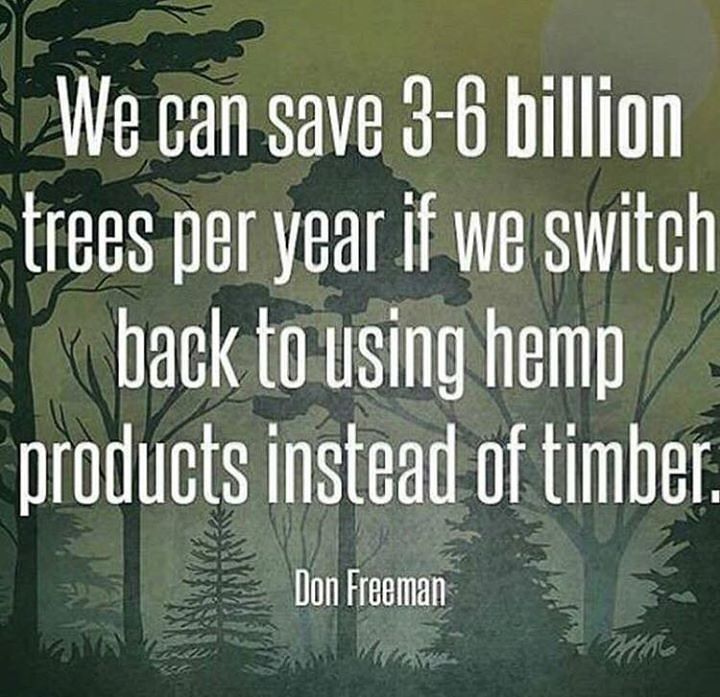 We can save 3-6 billion
trees per year if we switch
back to using hemp
products instead of timber.
Don Freeman